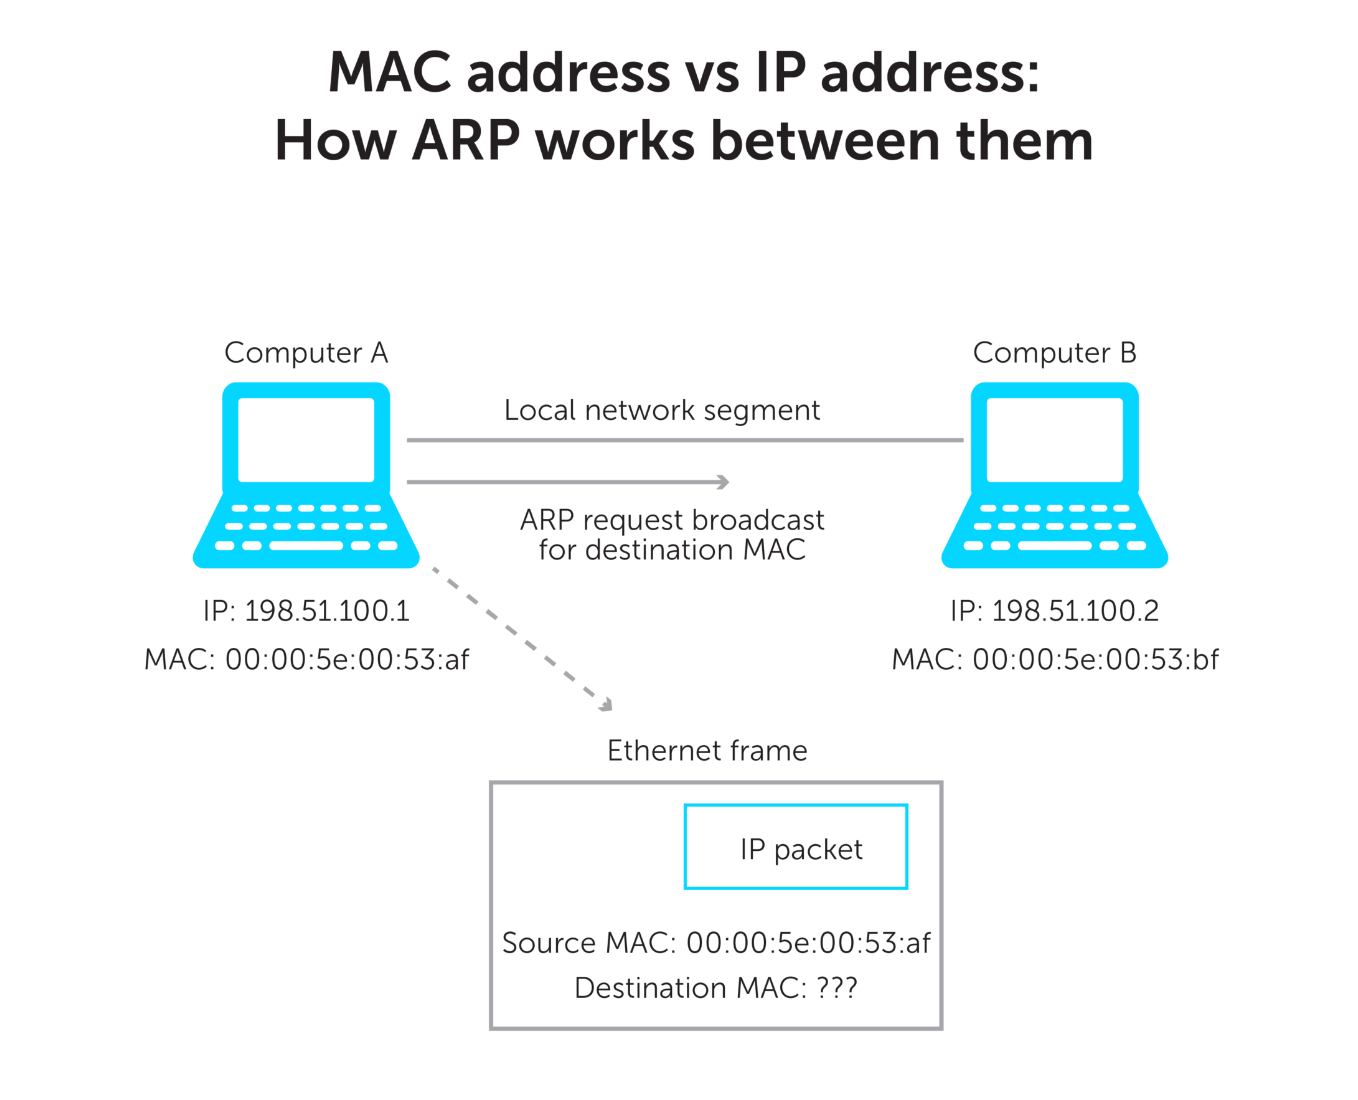 MAC address vs IP address:
How ARP works between them
Computer A
Computer B
Local network segment
ARP request broadcast
for destination MAC
IP: 198.51.100.1
MAC: 00:00:5e:00:53:af
IP: 198.51.100.2
MAC: 00:00:5e:00:53:bf
Ethernet frame
IP packet
Source MAC: 00:00:5e:00:53:af
Destination MAC: ???